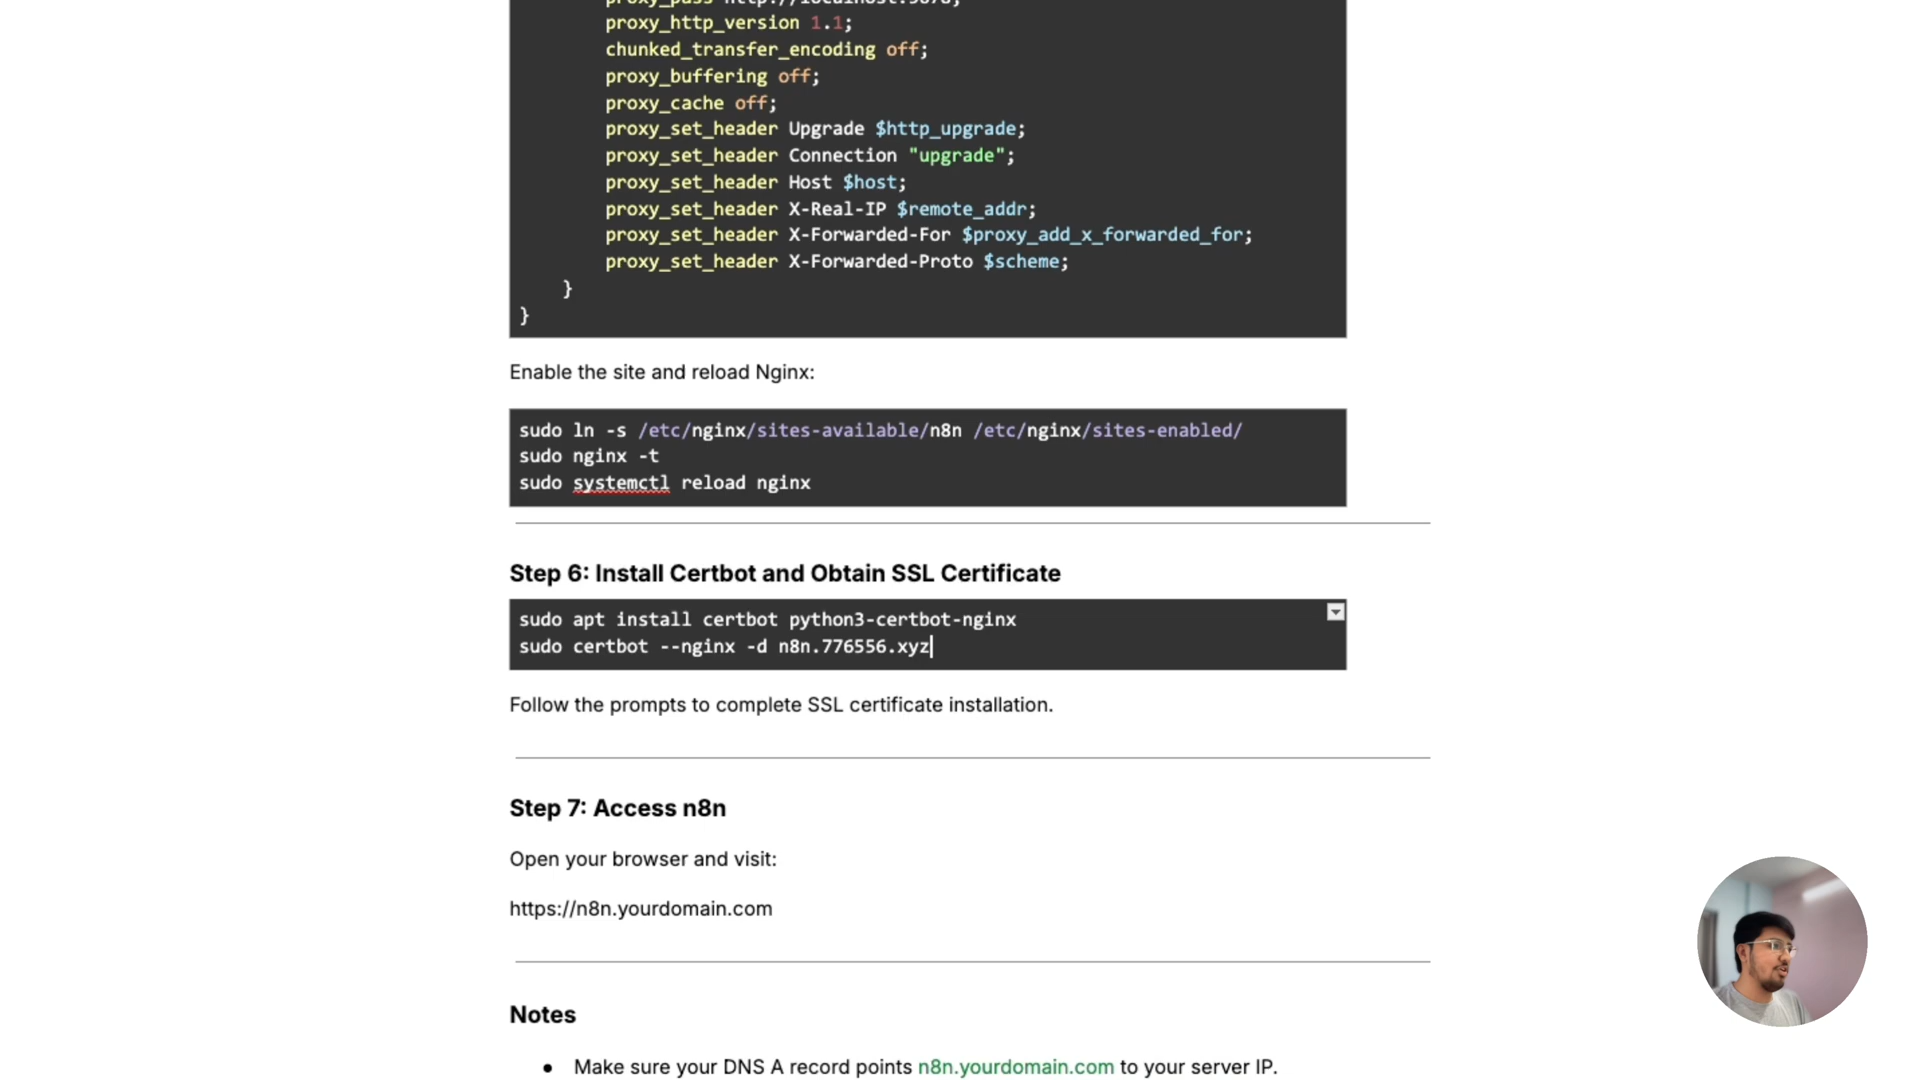 proxy_pass http://localhost:5678;
proxy_http_version 1.1;
chunked_transfer_encoding off;
proxy_buffering off;
proxy_cache off;
proxy_set_header Upgrade $http_upgrade;
proxy_set_header Connection "upgrade";
proxy_set_header Host $host;
proxy_set_header X-Real-IP $remote_addr;
proxy_set_header X-Forwarded-For $proxy_add_x_forwarded_for;
proxy_set_header X-Forwarded-Proto $scheme;
}
}
Enable the site and reload Nginx:
sudo ln -s /etc/nginx/sites-available/n8n /etc/nginx/sites-enabled/
sudo nginx -t
sudo systemctl reload nginx
Step 6: Install Certbot and Obtain SSL Certificate
sudo apt install certbot python3-certbot-nginx
sudo certbot --nginx -d n8n.776556.xyz
Follow the prompts to complete SSL certificate installation.
Step 7: Access n8n
Open your browser and visit:
https://n8n.yourdomain.com
Notes
● Make sure your DNS A record points n8n.yourdomain.com to your server IP.